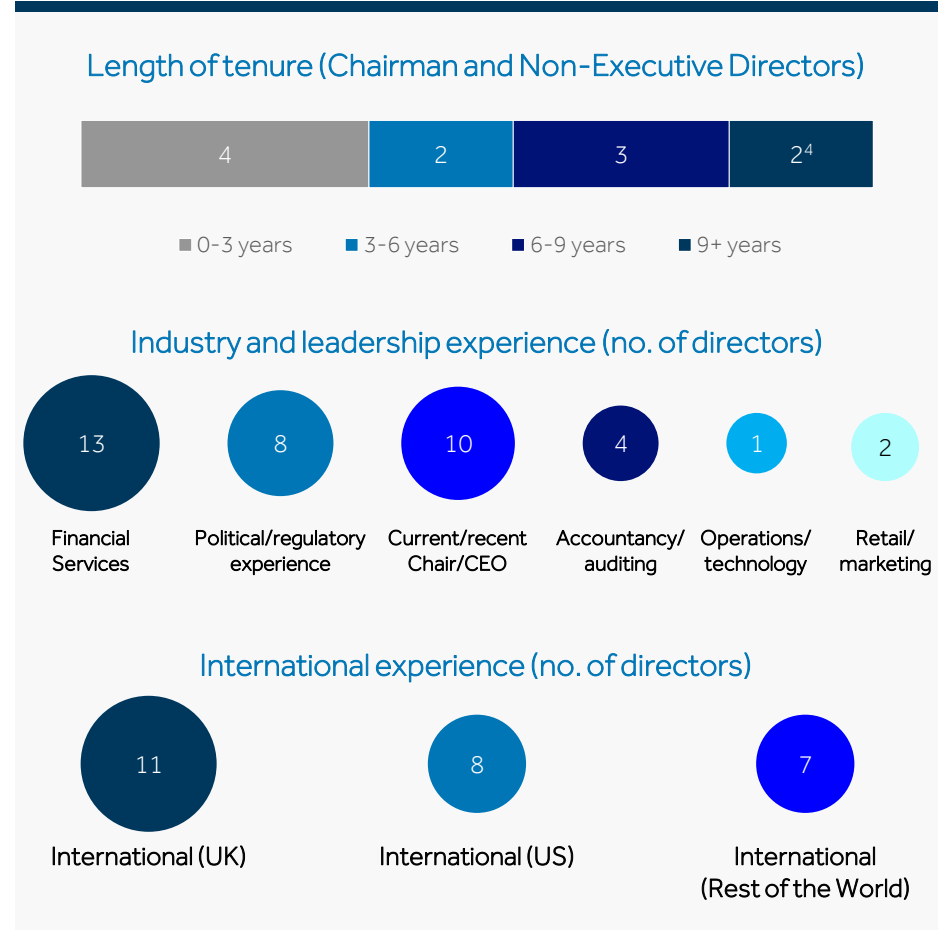 Length of tenure (Chairman and Non-Executive Directors)
4 2 3 2⁴
0-3 years 3-6 years 6-9 years 9+ years
Industry and leadership experience (no. of directors)
13 8 10 4 1 2
Financial Political/regulatory Current/recent Accountancy/ Operations/ Retail/
Services experience Chair/CEO auditing technology marketing
International experience (no. of directors)
11 8 7
International (UK) International (US) International
(Rest of the World)